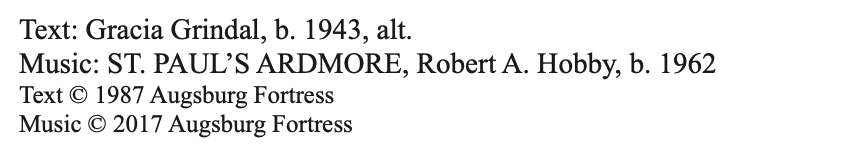 Text: Gracia Grindal, b. 1943, alt.
Music: ST. PAUL’S ARDMORE, Robert A. Hobby, b. 1962
Text © 1987 Augsburg Fortress
Music © 2017 Augsburg Fortress